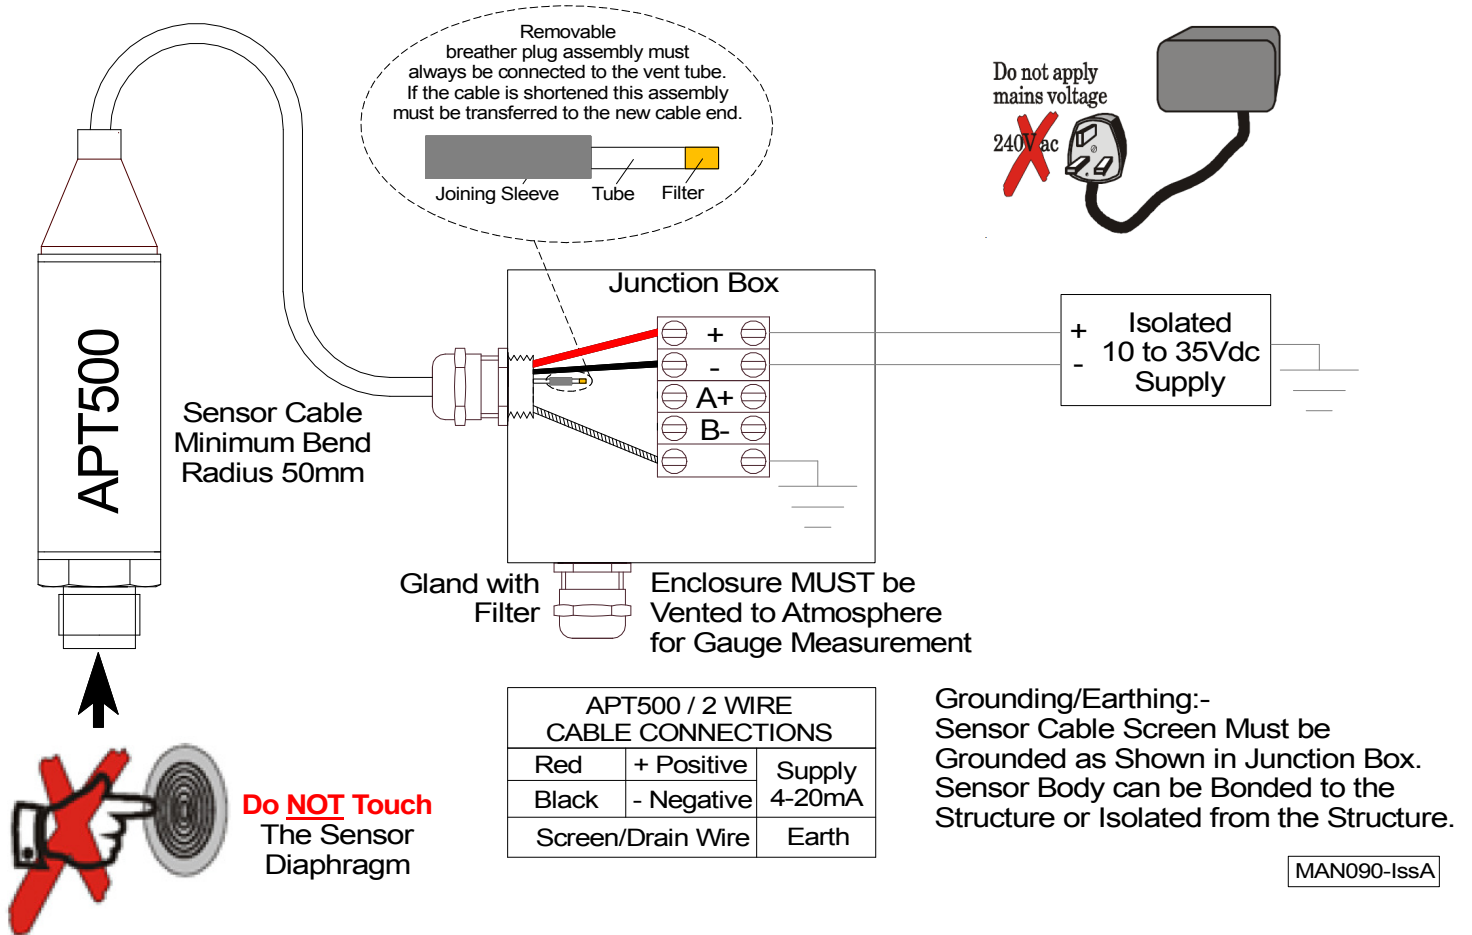 Removable
breather plug assembly must
always be connected to the vent tube.
If the cable is shortened this assembly
must be transferred to the new cable end.
Joining Sleeve
Tube
Filter
Do not apply
mains voltage
240V ac
Junction Box
+
-
A+
B-
+
-
Isolated
10 to 35Vdc
Supply
APT500
Sensor Cable
Minimum Bend
Radius 50mm
Gland with
Filter
Enclosure MUST be
Vented to Atmosphere
for Gauge Measurement
APT500 / 2 WIRE
CABLE CONNECTIONS
Red
+ Positive
Black
- Negative
Supply
4-20mA
Screen/Drain Wire
Earth
Grounding/Earthing:-
Sensor Cable Screen Must be
Grounded as Shown in Junction Box.
Sensor Body can be Bonded to the
Structure or Isolated from the Structure.
Do NOT Touch
The Sensor
Diaphragm
MAN090-IssA